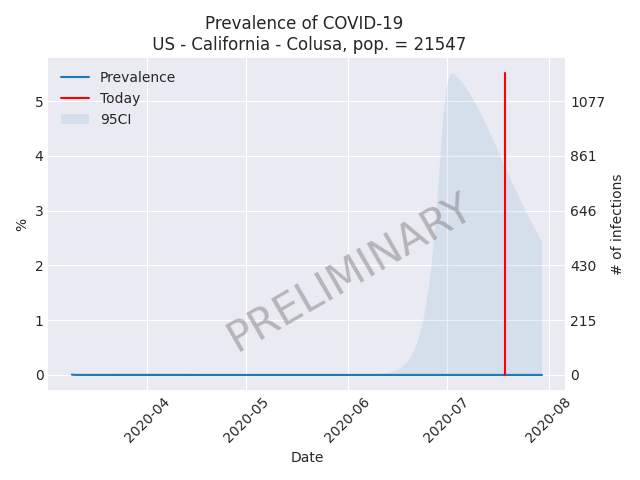 Prevalence of COVID-19
US - California - Colusa, pop. = 21547
Prevalence
Today
95CI
%
5
4
3
2
1
0
1077
861
646
430
215
0
# of infections
PRELIMINARY
2020-04
2020-05
2020-06
2020-07
2020-08
Date